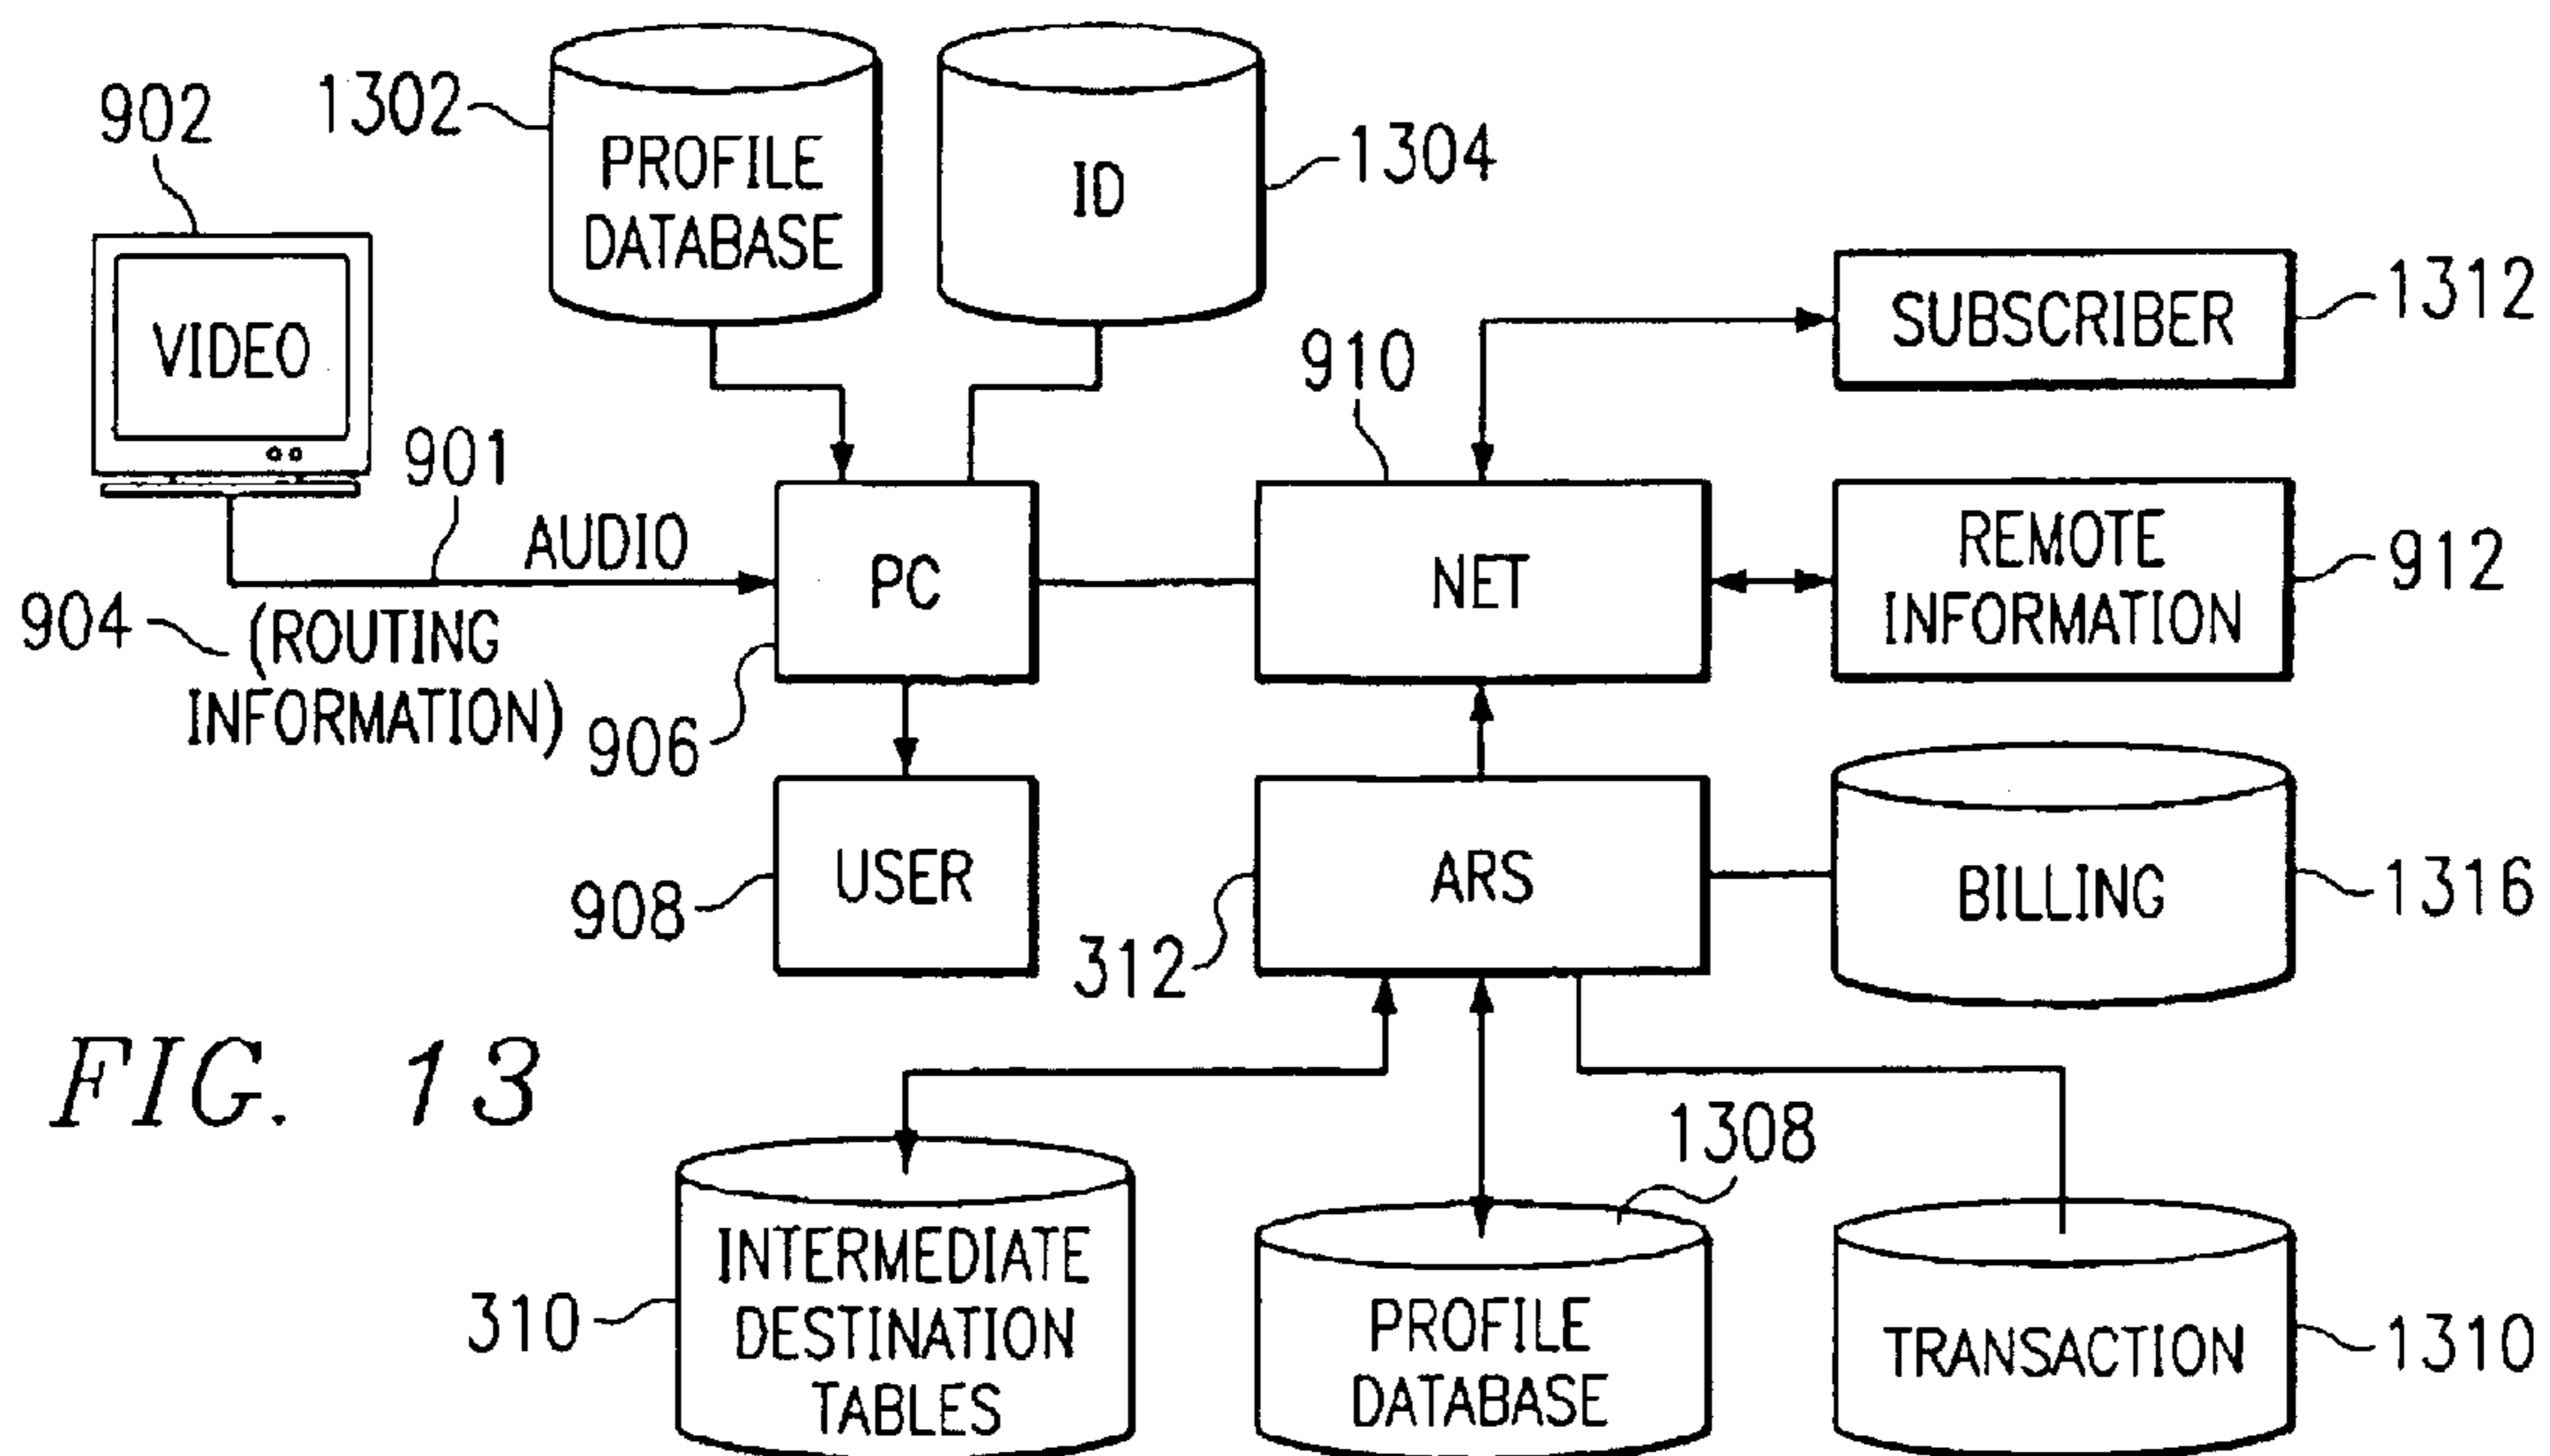 902
1302
PROFILE
DATABASE
ID
1304
VIDEO
901
AUDIO
904
(ROUTING
INFORMATION)
PC
906
USER
908
910
NET
SUBSCRIBER
1312
REMOTE
INFORMATION
912
ARS
312
BILLING
1316
FIG. 13
310
INTERMEDIATE
DESTINATION
TABLES
1308
PROFILE
DATABASE
TRANSACTION
1310